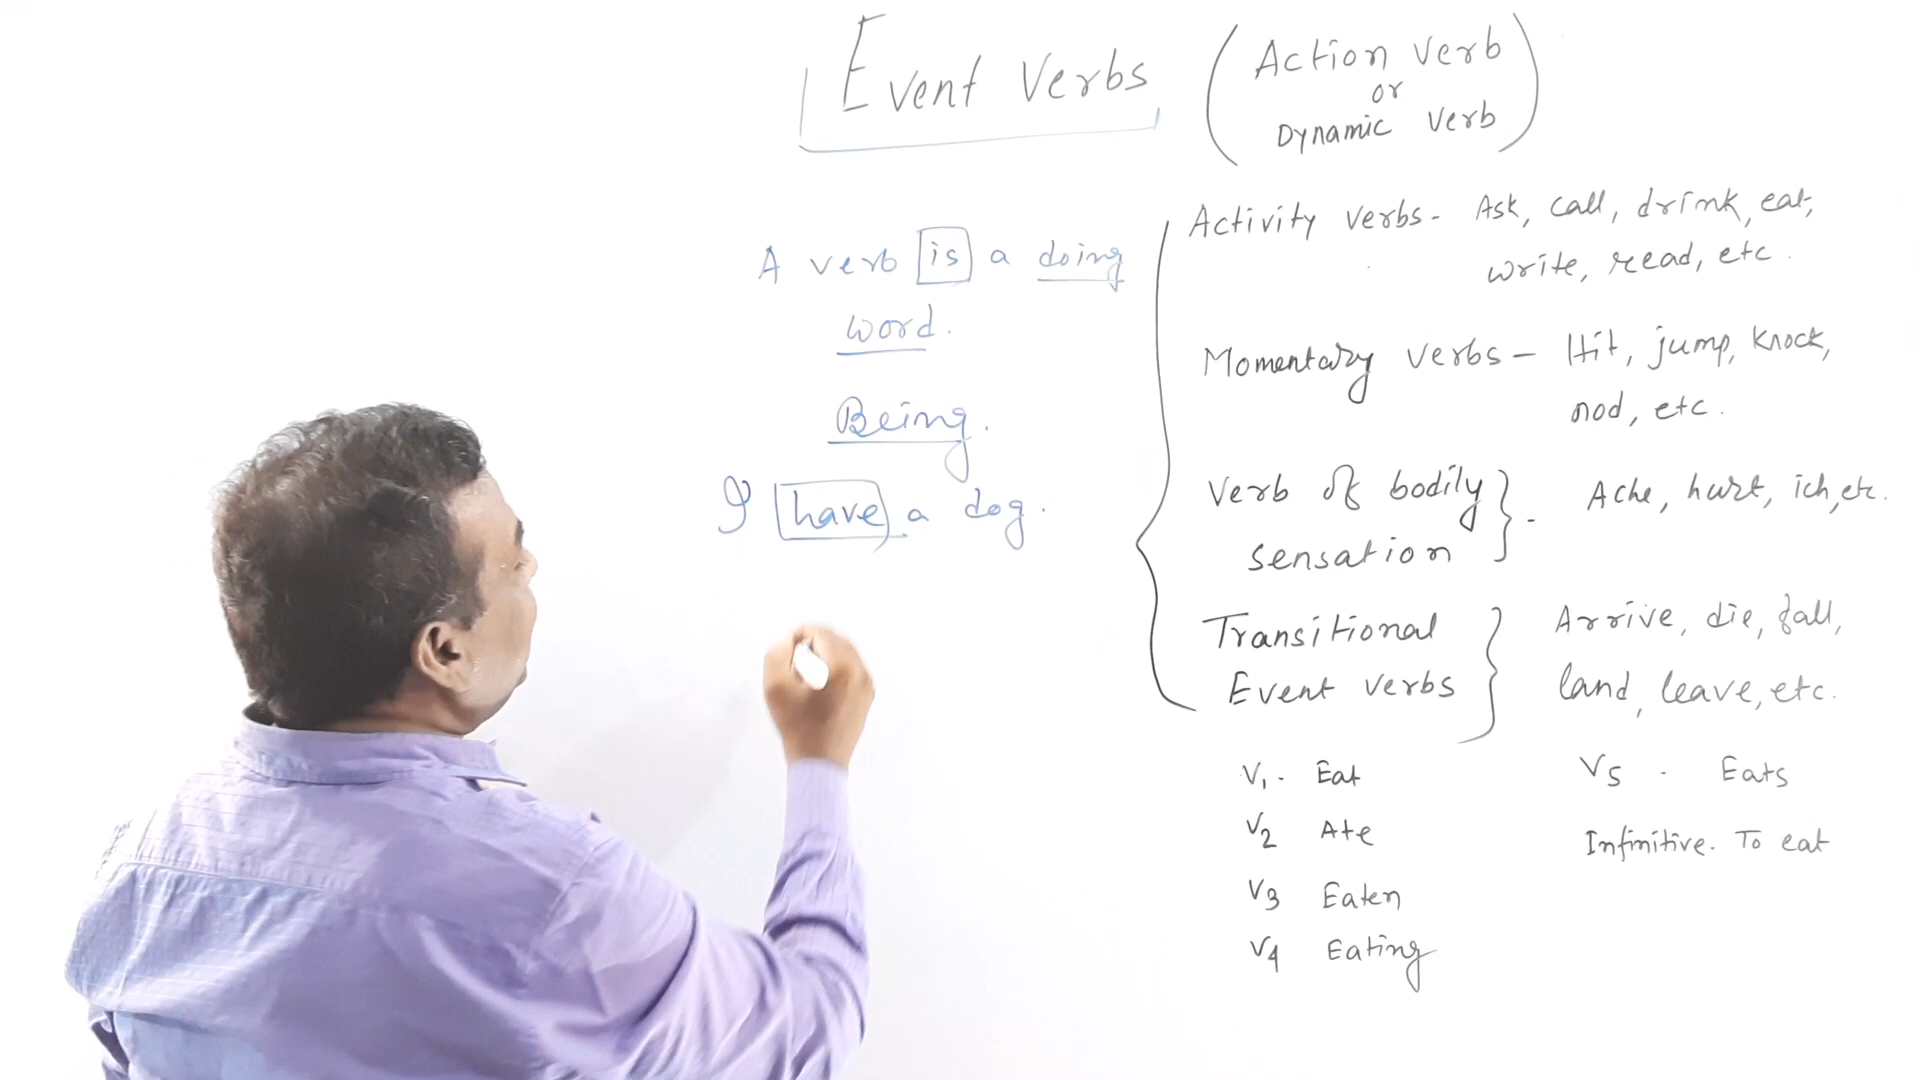 Event Verbs
(Action verb
or
Dynamic verb)
A verb is a doing
word.
Being.
I have a dog.
Activity verbs - Ask, call, drink, eat,
write, read, etc.
Momentary verbs - Hit, jump, knock,
nod, etc.
Verb of bodily
sensation } - Ache, hurt, ich, etc.
Transitional
Event verbs } Arrive, die, fall,
land, leave, etc.
V1 - Eat
V2 Ate
V3 Eaten
V4 Eating
V5 - Eats
Infinitive. To eat